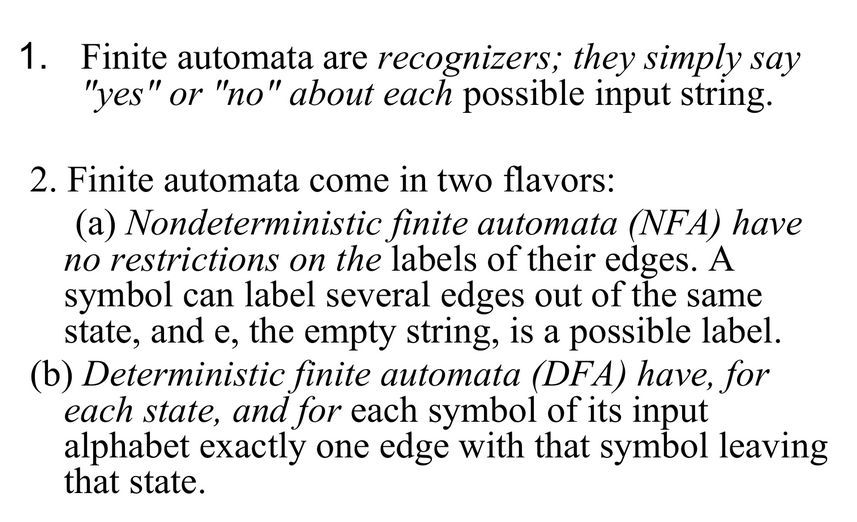 1. Finite automata are recognizers; they simply say
"yes" or "no" about each possible input string.
2. Finite automata come in two flavors:
(a) Nondeterministic finite automata (NFA) have
no restrictions on the labels of their edges. A
symbol can label several edges out of the same
state, and e, the empty string, is a possible label.
(b) Deterministic finite automata (DFA) have, for
each state, and for each symbol of its input
alphabet exactly one edge with that symbol leaving
that state.